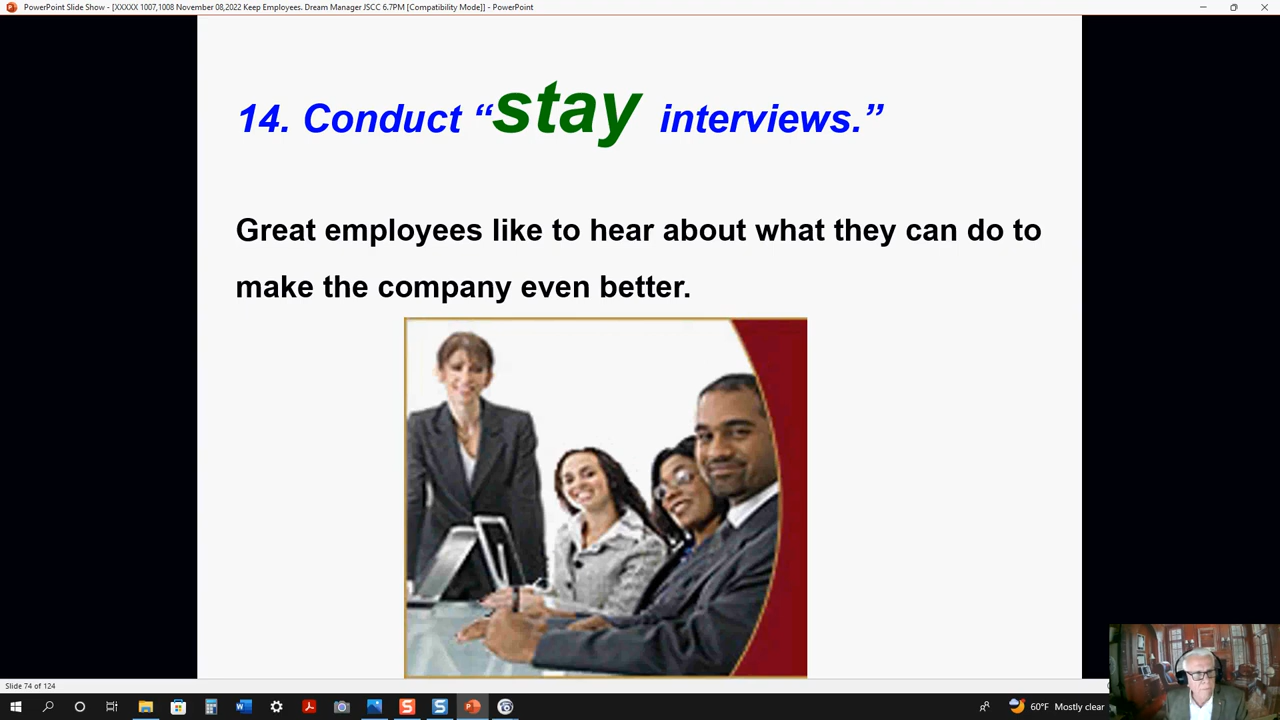 PowerPoint Slide Show - [XXXXX 1007,1008 November 08,2022 Keep Employees. Dream Manager JSCC 6.7PM [Compatibility Mode]] - PowerPoint
14. Conduct “stay interviews.”
Great employees like to hear about what they can do to
make the company even better.
Slide 74 of 124
60°F Mostly clear